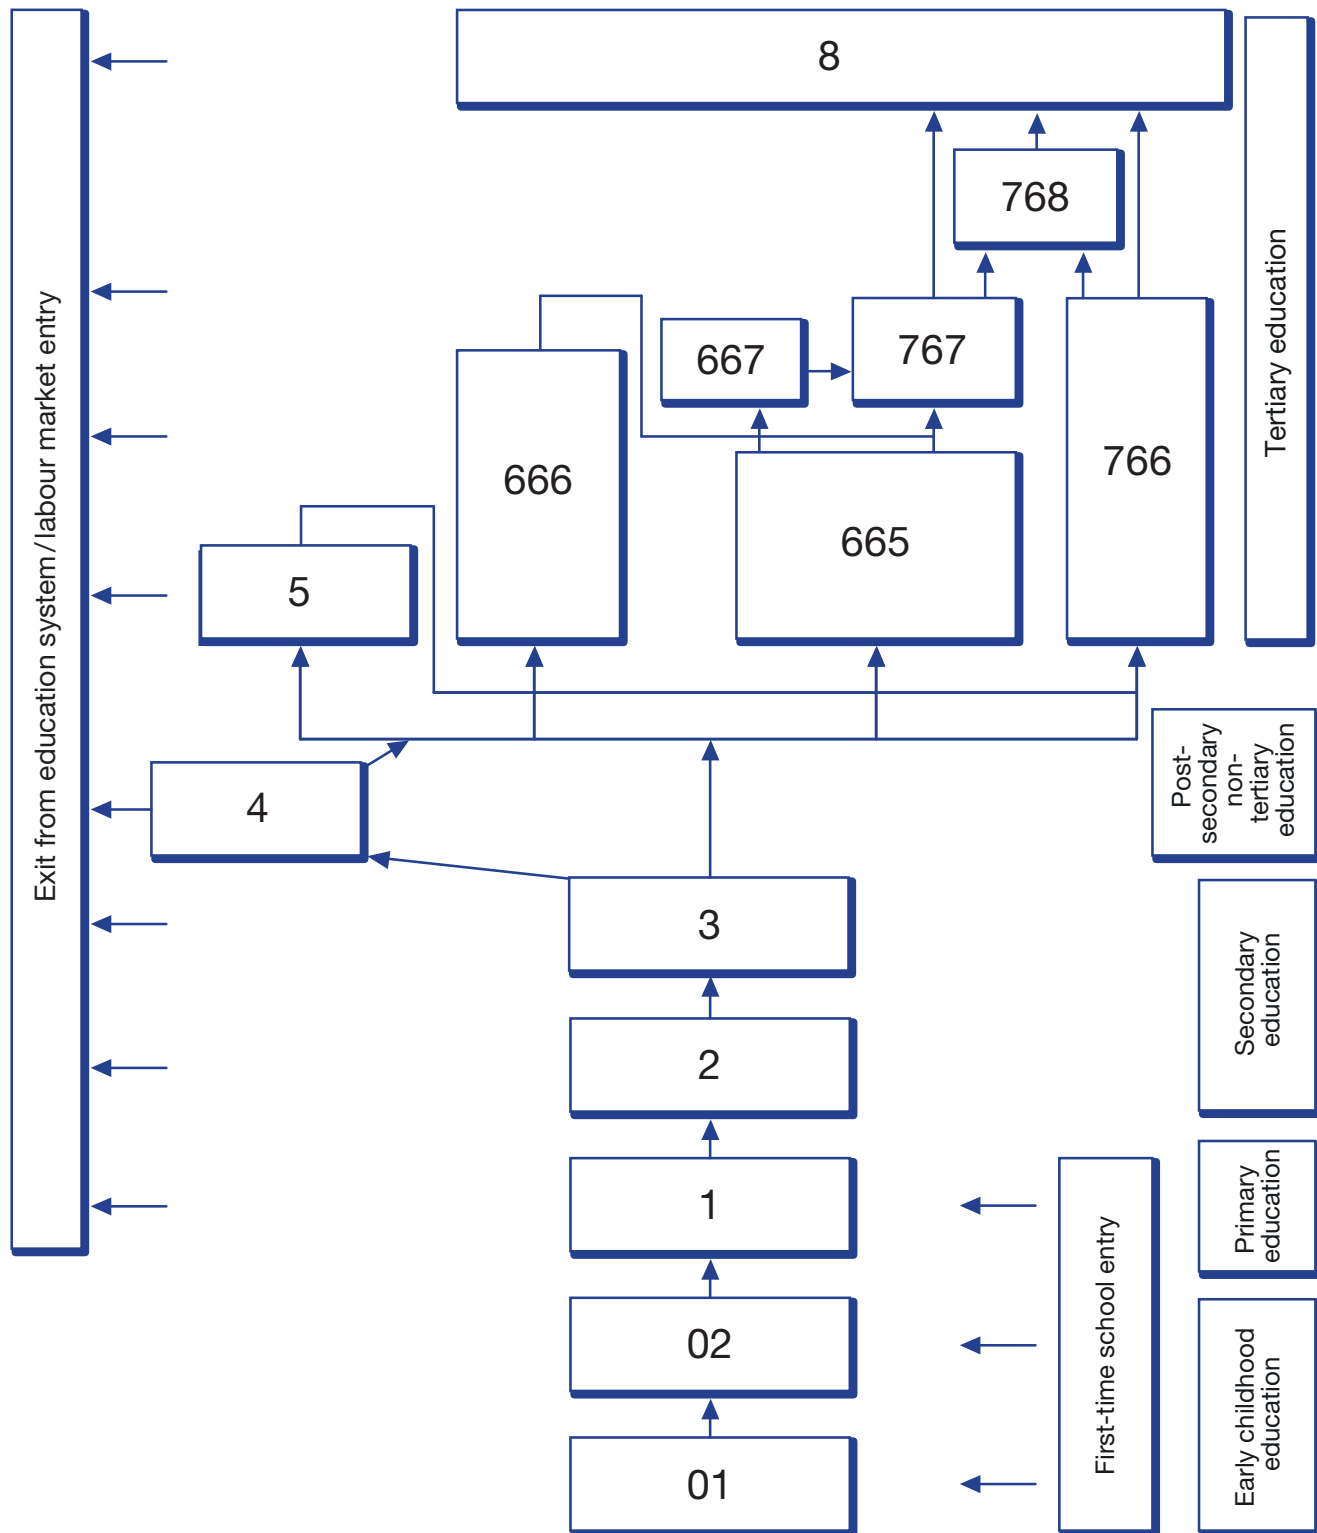 8
768
667
767
666
665
766
5
4
3
2
1
02
01
Exit from education system/labour market entry
First-time school entry
Tertiary education
Post-
secondary
non-
tertiary
education
Secondary
education
Primary
education
Early childhood
education